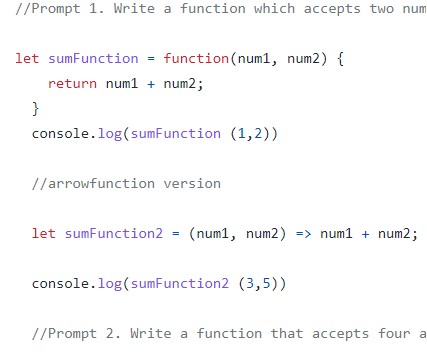 //Prompt 1. Write a function which accepts two num
let sumFunction = function(num1, num2) {
return num1 + num2;
}
console.log(sumFunction (1,2))
//arrowfunction version
let sumFunction2 = (num1, num2) => num1 + num2;
console.log(sumFunction2 (3,5))
//Prompt 2. Write a function that accepts four a